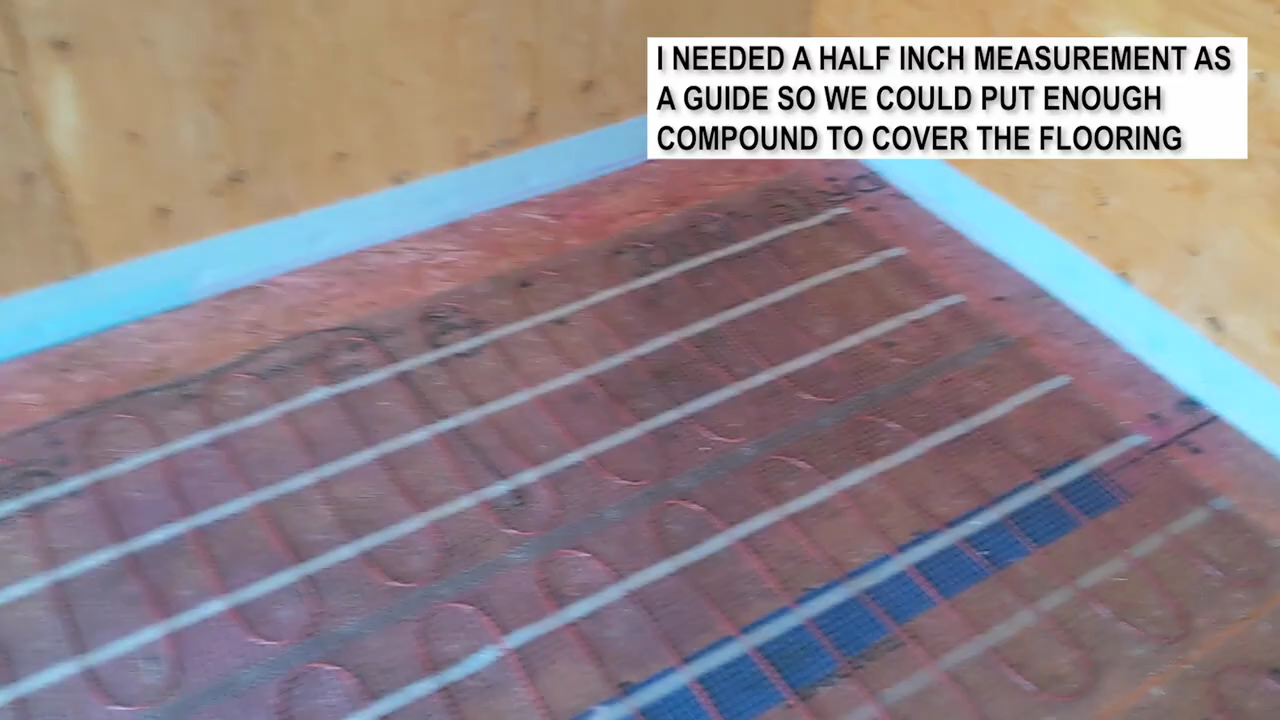 I NEEDED A HALF INCH MEASUREMENT AS
A GUIDE SO WE COULD PUT ENOUGH
COMPOUND TO COVER THE FLOORING